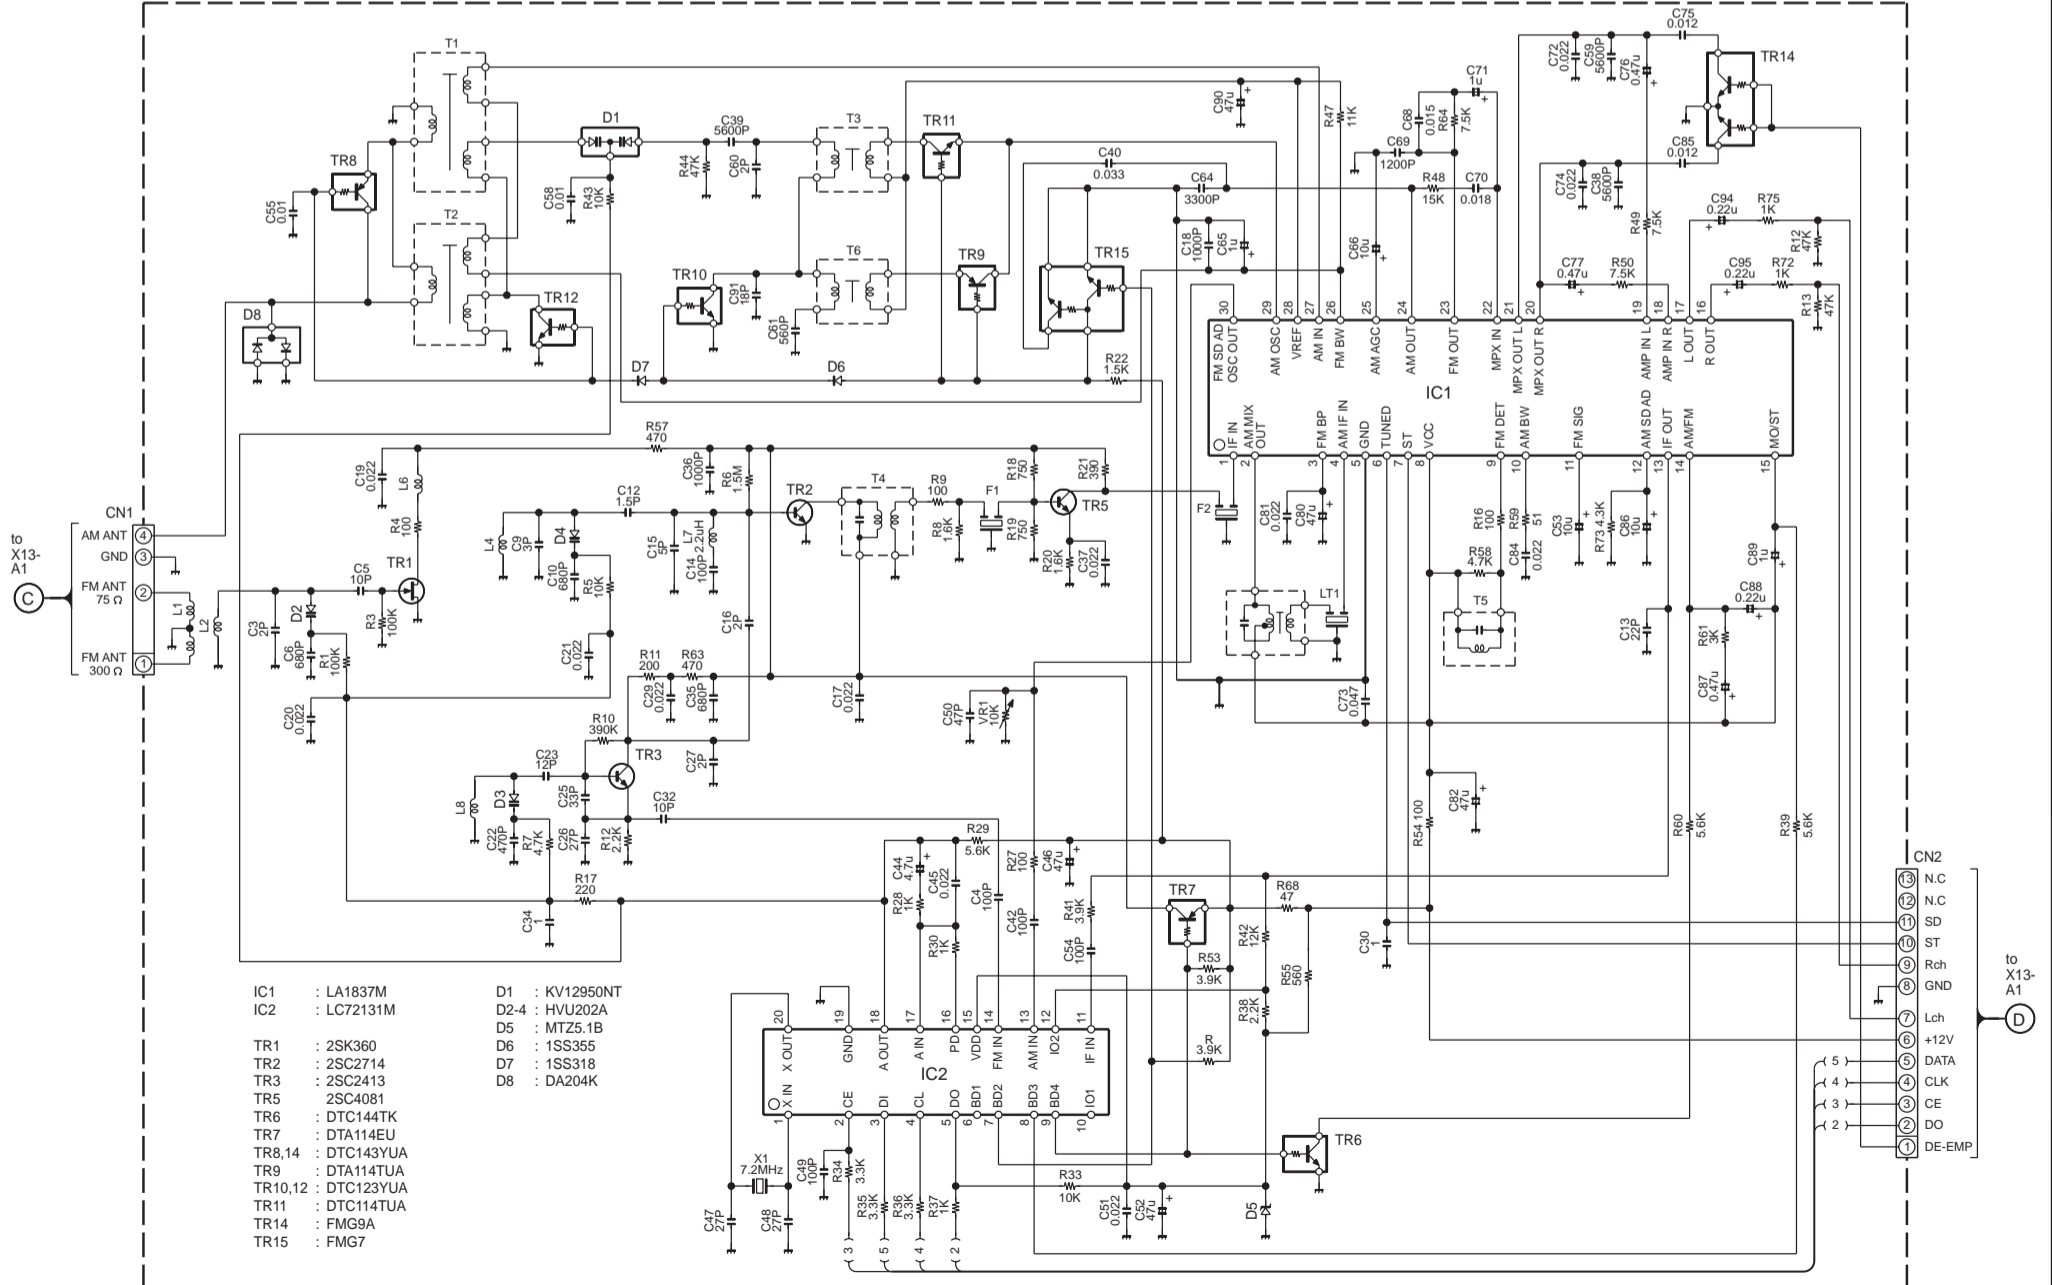 C75
0.012
C72
0.022
C59
5600P
C76
0.47u
+
TR14
T1
C71
1u
+
C90
47u
+
R47
11K
C68
0.015
R64
7.5K
D1
C39
5600P
T3
TR11
C69
1200P
C85
0.012
TR8
R44
47K
C60
2P
C40
0.033
C64
3300P
R48
15K
C70
0.018
C74
0.022
C38
5600P
C55
0.01
C58
0.01
R43
10K
C94
0.22u
+
R75
1K
R49
7.5K
R12
47K
T2
C18
1000P
C65
1u
+
C66
10u
+
T6
TR9
TR15
TR10
C91
18P
C61
560P
C77
0.47u
+
R50
7.5K
C95
0.22u
+
R72
1K
R13
47K
D8
TR12
D7
D6
R22
1.5K
30
29
28
27
26
25
24
23
22
21
20
19
18
17
16
FM SD AD
OSC OUT
AM OSC
VREF
AM IN
FM BW
AM AGC
AM OUT
FM OUT
MPX IN
MPX OUT L
MPX OUT R
AMP IN L
AMP IN R
L OUT
R OUT
IC1
IF IN
AM MIX
OUT
FM BP
AM IF IN
GND
TUNED
ST
VCC
FM DET
AM BW
FM SIG
AM SD AD
IF OUT
AM/FM
MO/ST
1
2
3
4
5
6
7
8
9
10
11
12
13
14
15
R57
470
C19
0.022
L6
R4
100
C36
1000P
R6
1.5M
TR2
T4
R9
100
F1
R18
750
R21
390
TR5
R8
1.6K
R19
750
R20
1.6K
C37
0.022
F2
C81
0.022
C80
47u
+
R16
100
R59
51
C84
0.022
C53
10u
+
R73 4.3K
C86
10u
+
C89
1u
+
CN1
AM ANT
4
GND
3
FM ANT
75 Ω
2
FM ANT
300 Ω
1
to
X13-
A1
C
TR1
C5
10P
L1
L2
C3
2P
D2
C6
680P
R1
100K
R3
100K
L4
C9
3P
D4
C12
1.5P
C10
680P
R5
10K
C15
5P
L7
2.2uH
C14
100P
C16
2P
C21
0.022
C20
0.022
R11
200
R63
470
C29
0.022
C35
680P
C17
0.022
C50
47P
VR1
10K
LT1
R58
4.7K
T5
C13
22P
C88
0.22u
+
R61
3K
C87
0.47u
+
C73
0.047
R10
390K
C23
12P
TR3
C27
2P
L8
D3
C25
33P
C32
10P
C22
470P
R7
4.7K
C26
27P
R12
2.2K
C82
47u
+
R54 100
R60
5.6K
R39
5.6K
R17
220
C34
1
R29
5.6K
C44
4.7u
+
C45
0.022
R28
1K
R30
1K
C4
100P
R27
100
C46
47u
+
C42
100P
R41
3.9K
C54
100P
TR7
R68
47
R42
12K
R53
3.9K
R55
560
R38
2.2K
R
3.9K
C30
1
CN2
13
N.C
12
N.C
11
SD
10
ST
9
Rch
8
GND
7
Lch
6
+12V
5
DATA
4
CLK
3
CE
2
DO
1
DE-EMP
to
X13-
A1
D
5
4
3
2
IC1 : LA1837M
IC2 : LC72131M
TR1 : 2SK360
TR2 : 2SC2714
TR3 : 2SC2413
TR5 2SC4081
TR6 : DTC144TK
TR7 : DTA114EU
TR8,14 : DTC143YUA
TR9 : DTA114TUA
TR10,12 : DTC123YUA
TR11 : DTC114TUA
TR14 : FMG9A
TR15 : FMG7
D1 : KV12950NT
D2-4 : HVU202A
D5 : MTZ5.1B
D6 : 1SS355
D7 : 1SS318
D8 : DA204K
20
19
18
17
16
15
14
13
12
11
X OUT
GND
A OUT
A IN
PD
VDD
FM IN
AM IN
IO2
IF IN
IC2
X IN
CE
DI
CL
DO
BD1
BD2
BD3
BD4
IO1
1
2
3
4
5
6
7
8
9
10
X1
7.2MHz
C47
27P
C48
27P
C49
100P
R34
3.3K
R35
3.3K
R36
3.3K
R37
1K
R33
10K
C51
0.022
C52
47u
+
D5
TR6
3
5
4
2